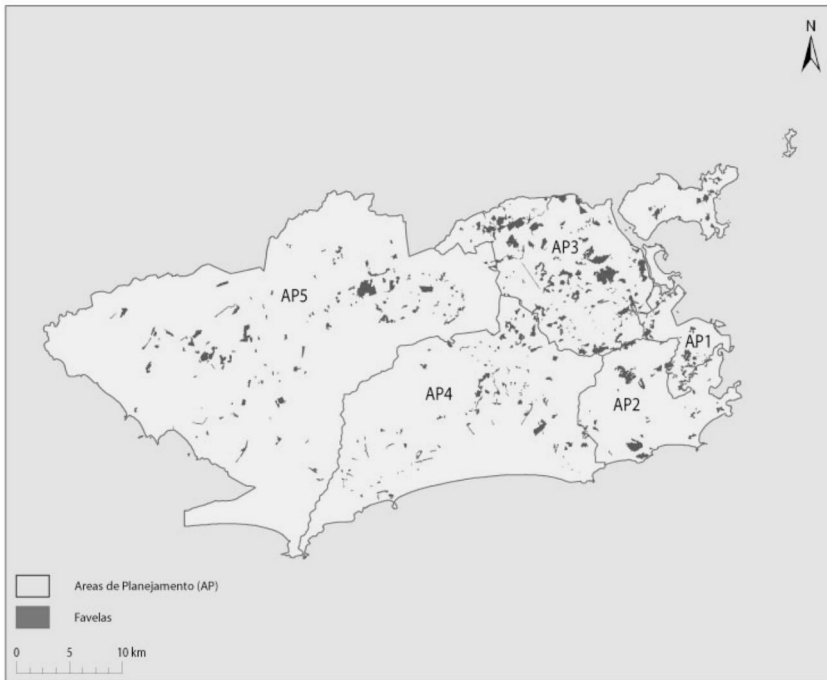 N
AP3
AP5
AP1
AP4
AP2
Areas de Planejamento (AP)
Favelas
0 5 10 km